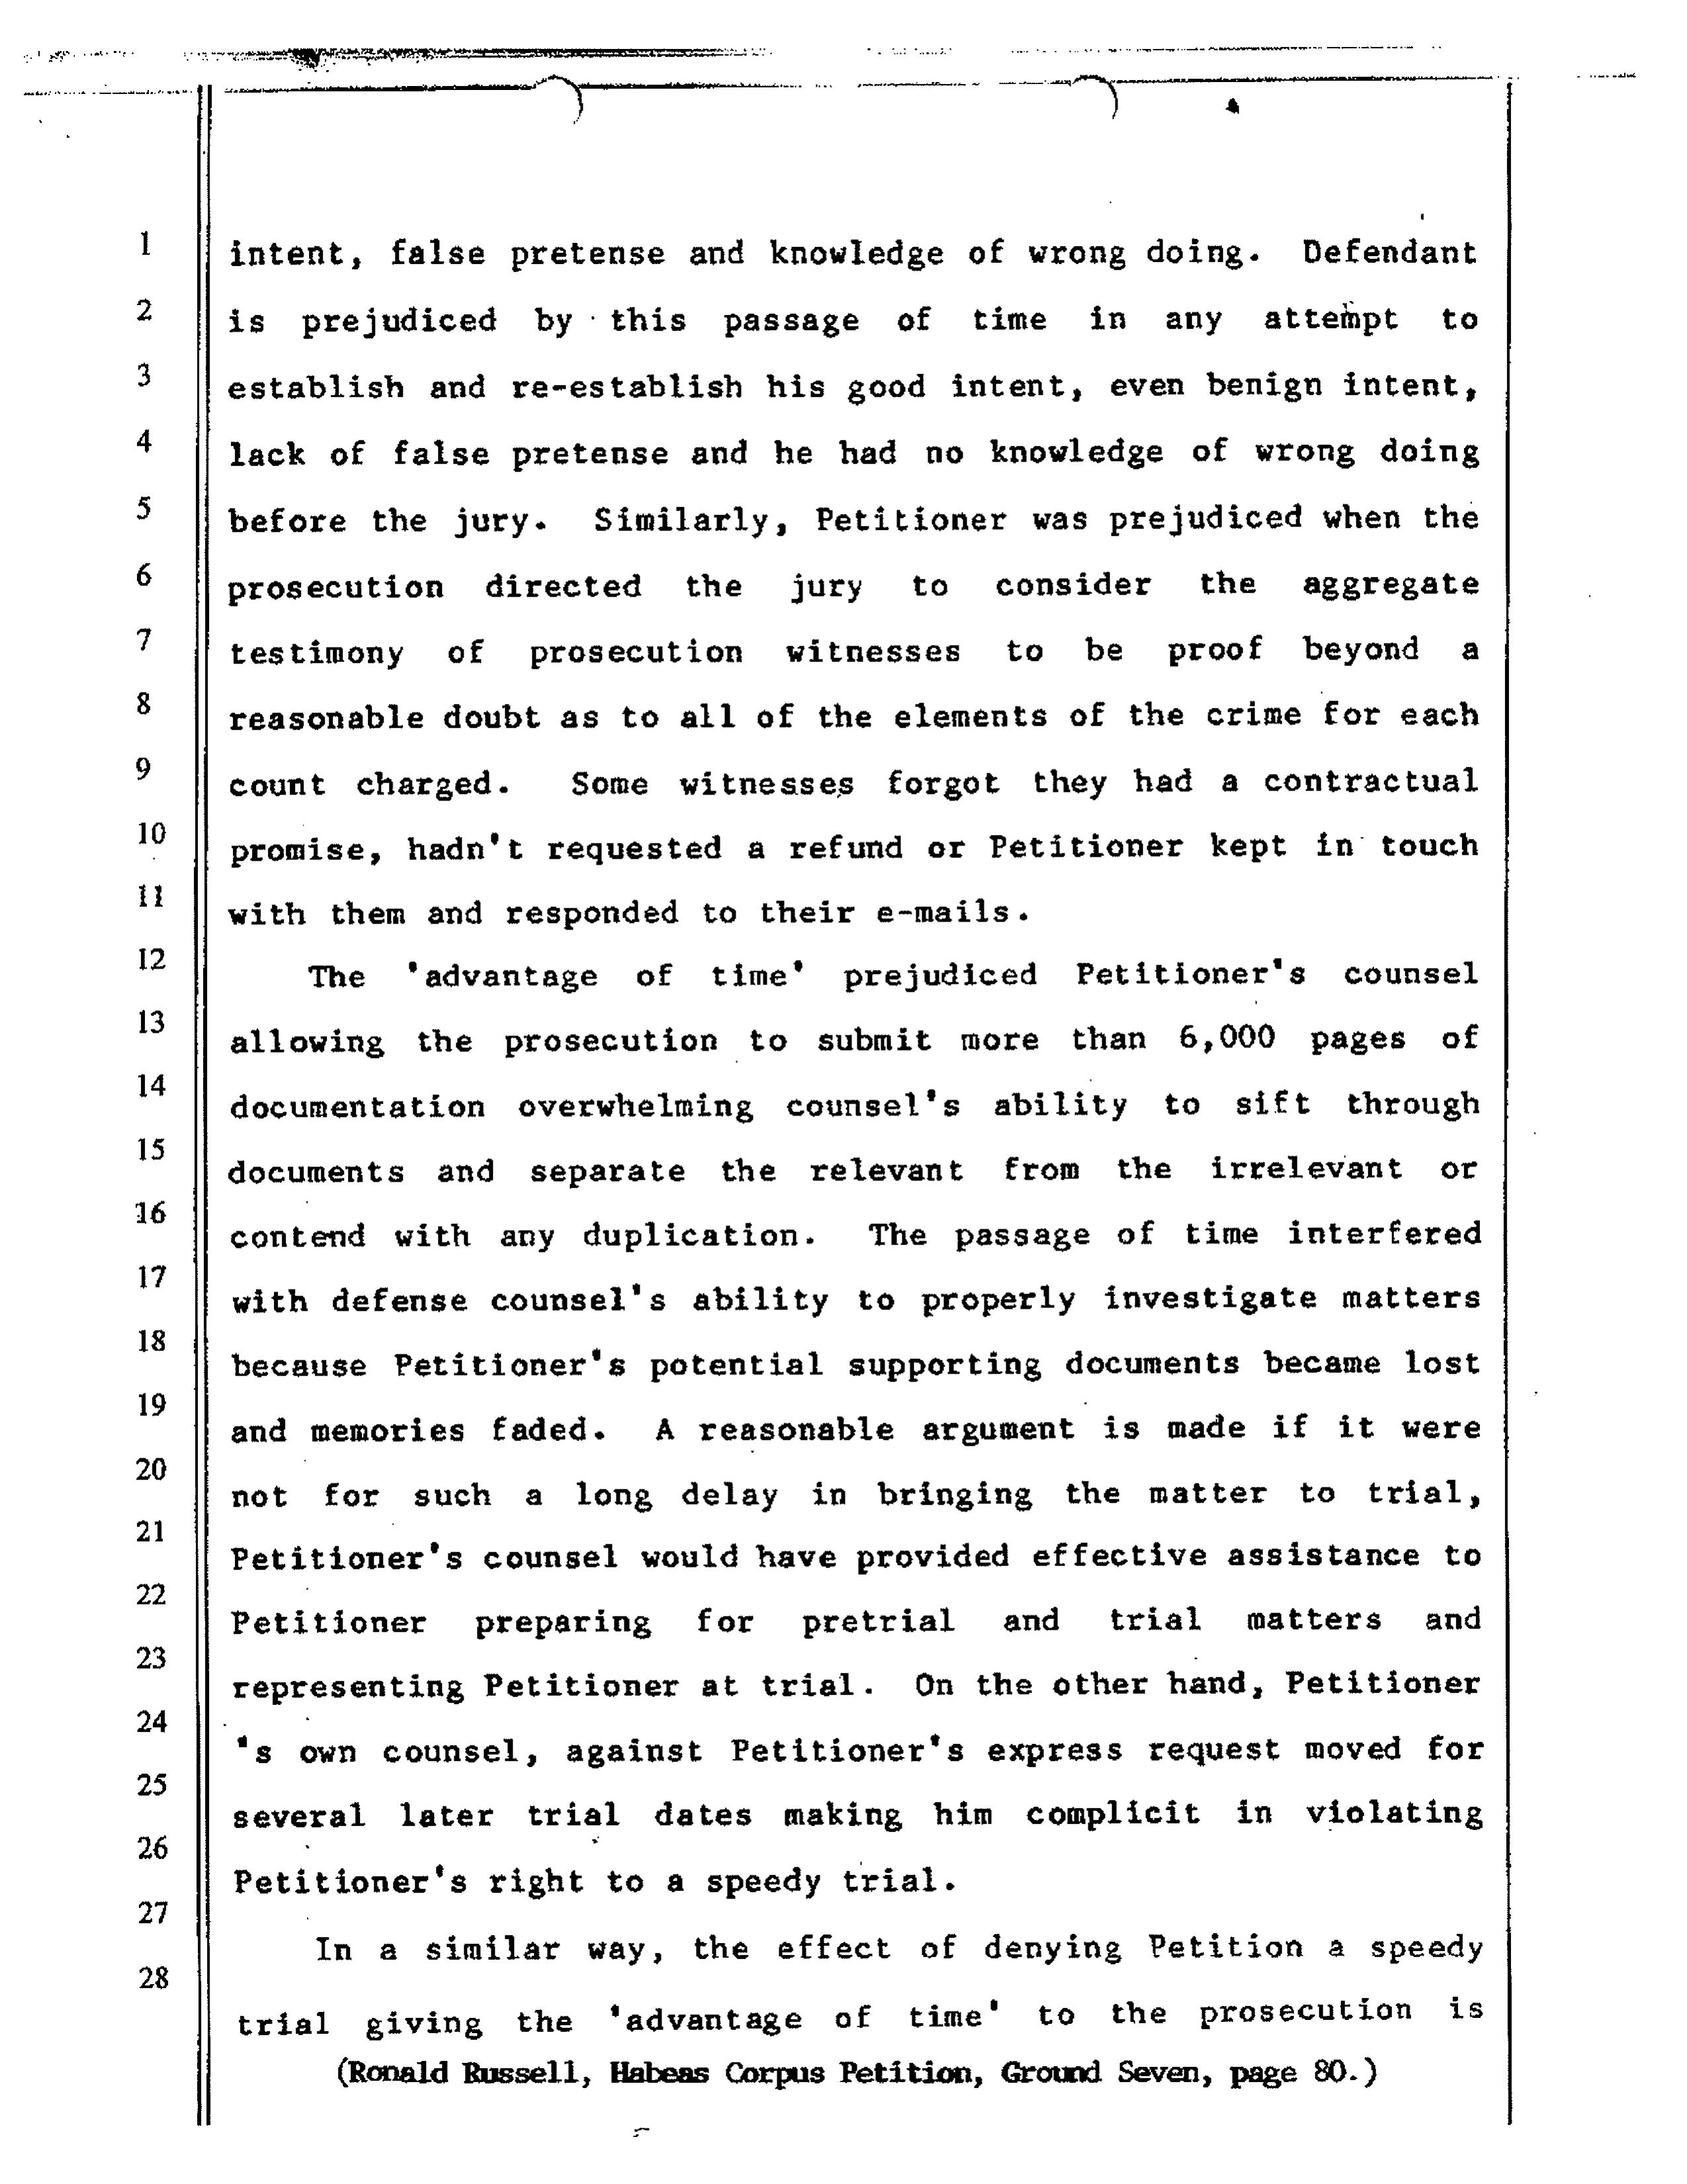 1 intent, false pretense and knowledge of wrong doing. Defendant
2 is prejudiced by this passage of time in any attempt to
3 establish and re-establish his good intent, even benign intent,
4 lack of false pretense and he had no knowledge of wrong doing
5 before the jury. Similarly, Petitioner was prejudiced when the
6 prosecution directed the jury to consider the aggregate
7 testimony of prosecution witnesses to be proof beyond a
8 reasonable doubt as to all of the elements of the crime for each
9 count charged. Some witnesses forgot they had a contractual
10 promise, hadn't requested a refund or Petitioner kept in touch
11 with them and responded to their e-mails.
12 The 'advantage of time' prejudiced Petitioner's counsel
13 allowing the prosecution to submit more than 6,000 pages of
14 documentation overwhelming counsel's ability to sift through
15 documents and separate the relevant from the irrelevant or
16 contend with any duplication. The passage of time interfered
17 with defense counsel's ability to properly investigate matters
18 because Petitioner's potential supporting documents became lost
19 and memories faded. A reasonable argument is made if it were
20 not for such a long delay in bringing the matter to trial,
21 Petitioner's counsel would have provided effective assistance to
22 Petitioner preparing for pretrial and trial matters and
23 representing Petitioner at trial. On the other hand, Petitioner
24 's own counsel, against Petitioner's express request moved for
25 several later trial dates making him complicit in violating
26 Petitioner's right to a speedy trial.
27 In a similar way, the effect of denying Petition a speedy
28 trial giving the 'advantage of time' to the prosecution is
(Ronald Russell, Habeas Corpus Petition, Ground Seven, page 80.)